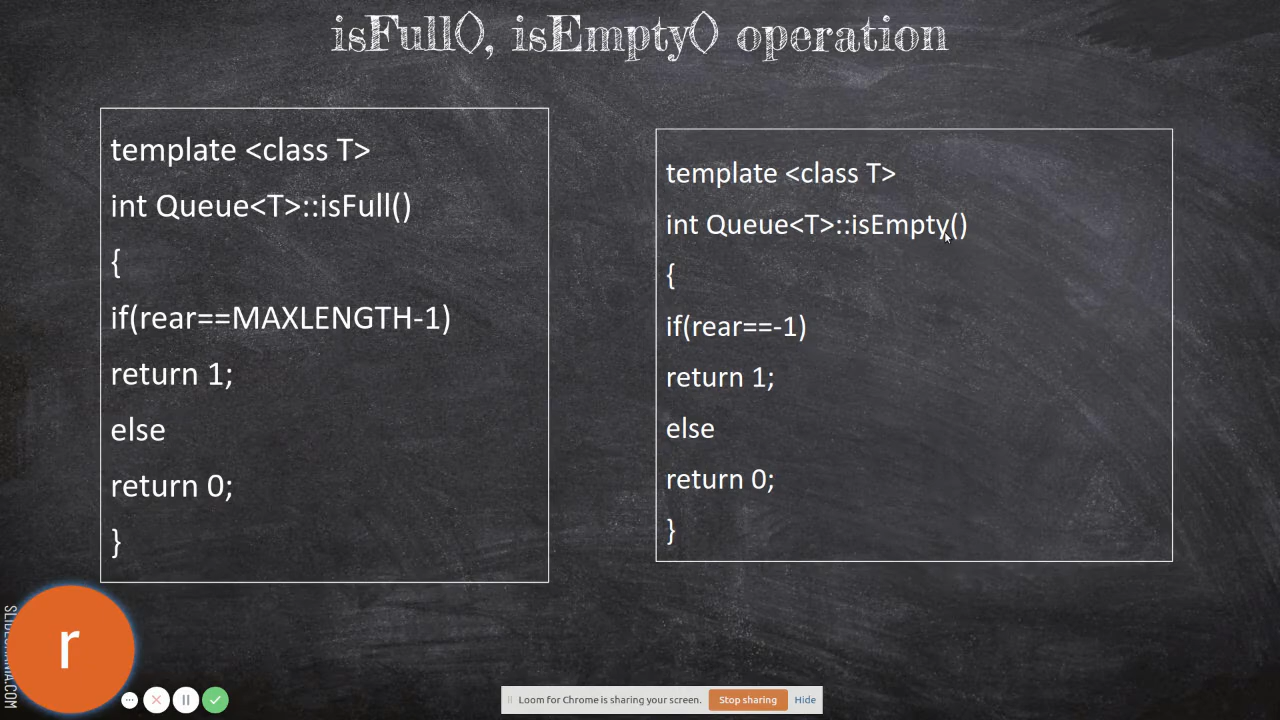 isFull(), isEmpty() operation
template <class T>
int Queue<T>::isFull()
{
if(rear==MAXLENGTH-1)
return 1;
else
return 0;
}
template <class T>
int Queue<T>::isEmpty()
{
if(rear==-1)
return 1;
else
return 0;
}
r
Loom for Chrome is sharing your screen.
Stop sharing
Hide